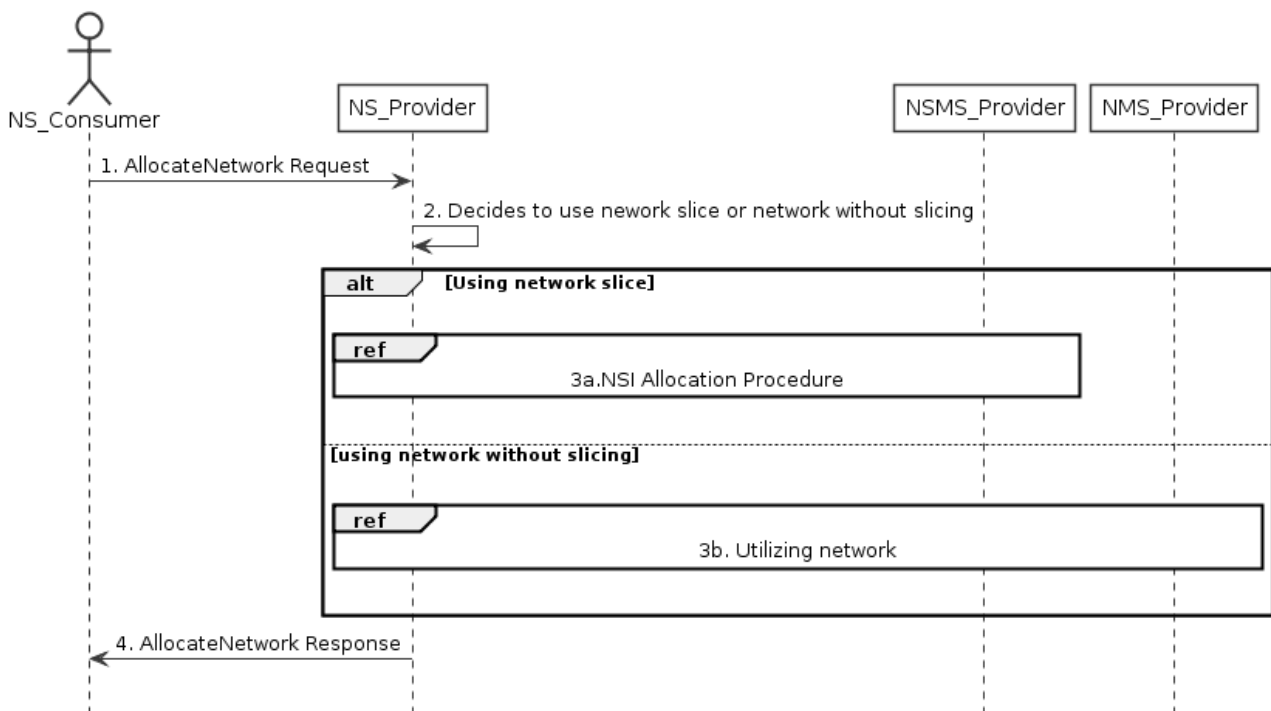 NS_Consumer
NS_Provider
NSMS_Provider
NMS_Provider
1. AllocateNetwork Request
2. Decides to use nework slice or network without slicing
alt
[Using network slice]
ref
3a.NSI Allocation Procedure
[using network without slicing]
ref
3b. Utilizing network
4. AllocateNetwork Response